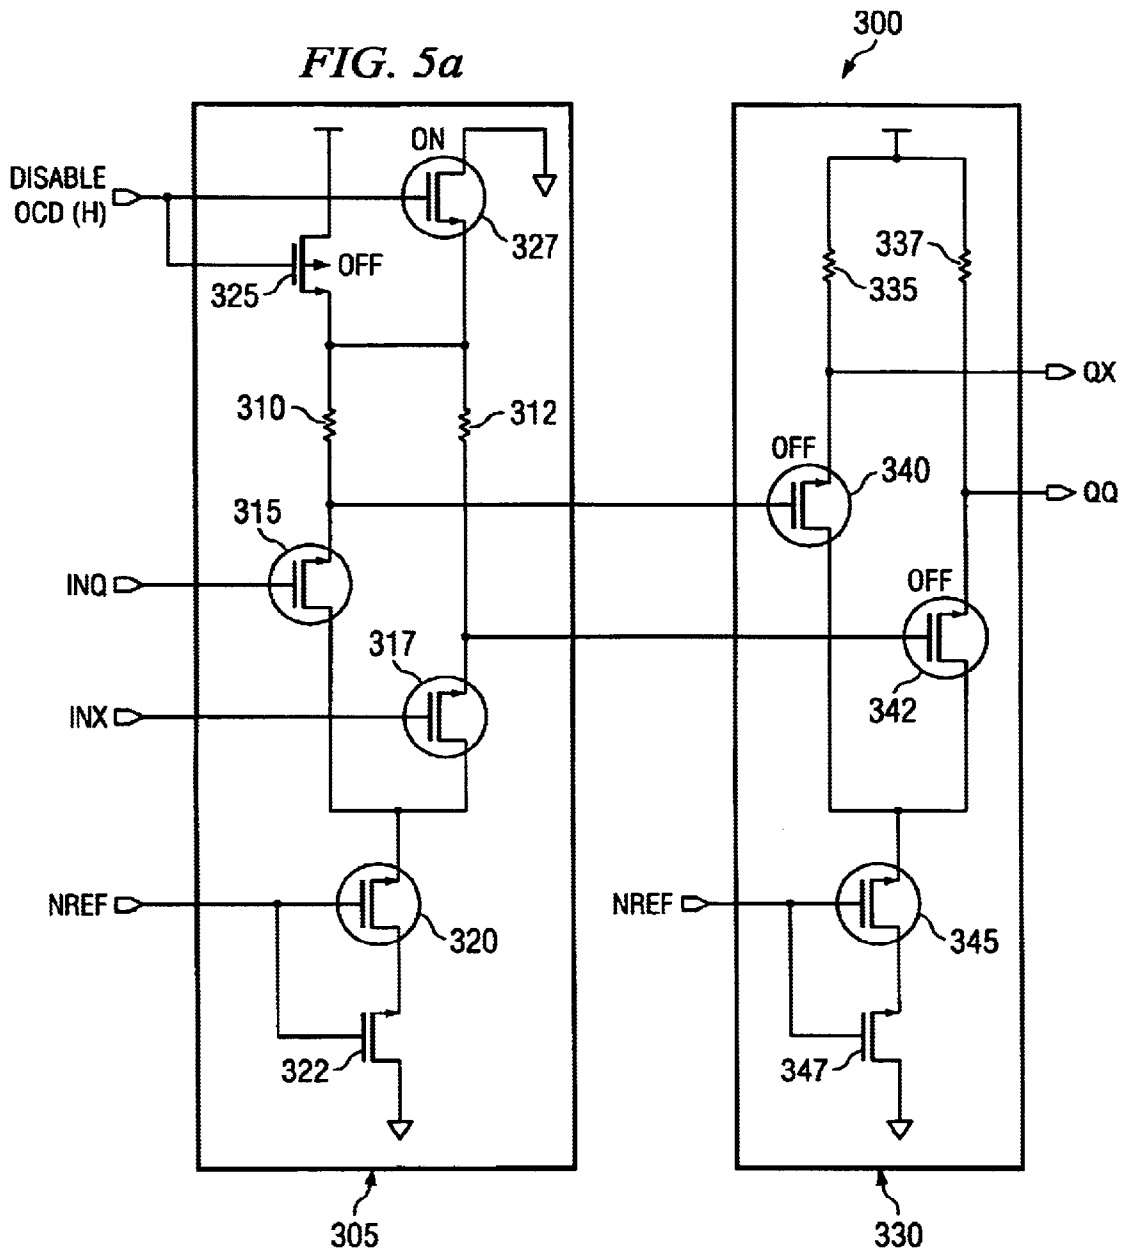 300
FIG. 5a
ON
DISABLE
OCD (H)
327
OFF
325
337
335
QX
310
312
OFF
340
QQ
315
INQ
OFF
317
INX
342
NREF
320
NREF
345
322
347
305
330